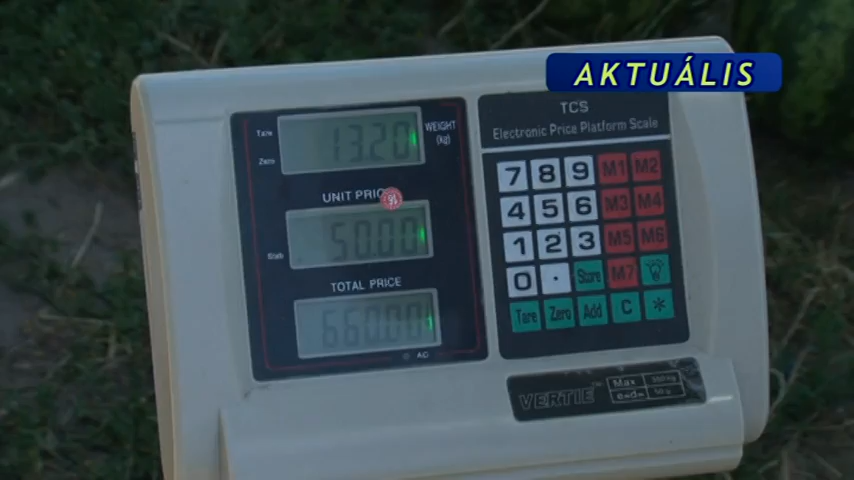 AKTUÁLIS
TCS
Electronic Price Platform Scale
Tare
Zero
13.20
WEIGHT
(kg)
UNIT PRICE
50.00
TOTAL PRICE
660.00
AC
7 8 9 M1 M2
4 5 6 M3 M4
1 2 3 M5 M6
0 . Store M7
Tare Zero Add C *
VERTIE
Max